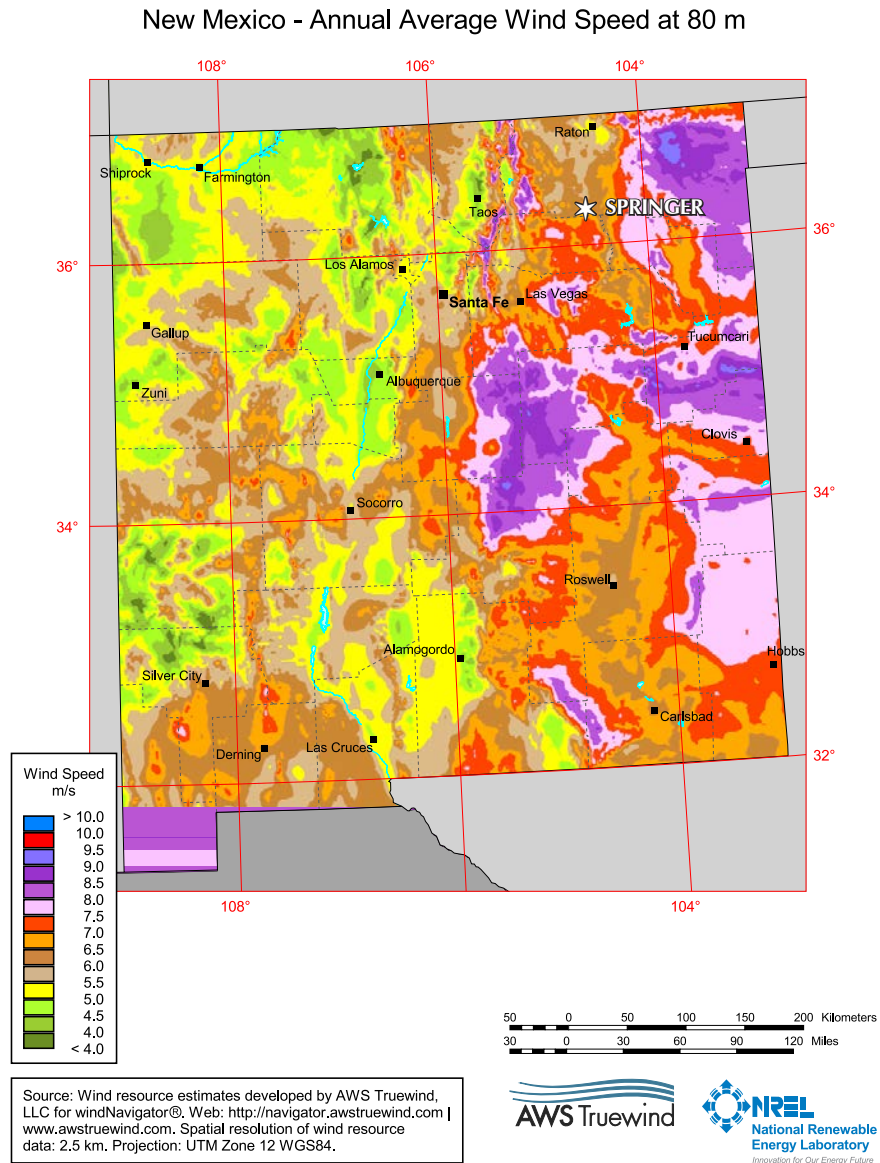 New Mexico - Annual Average Wind Speed at 80 m
108°
106°
104°
Raton
Shiprock
Farmington
Taos
SPRINGER
36°
36°
Los Alamos
Santa Fe
Las Vegas
Gallup
Tucumcari
Zuni
Albuquerque
Clovis
34°
Socorro
34°
Roswell
Alamogordo
Hobbs
Silver City
Carlsbad
Derning
Las Cruces
32°
Wind Speed
m/s
> 10.0
10.0
9.5
9.0
8.5
8.0
7.5
7.0
6.5
6.0
5.5
5.0
4.5
4.0
< 4.0
108°
104°
50 0 50 100 150 200 Kilometers
30 0 30 60 90 120 Miles
Source: Wind resource estimates developed by AWS Truewind,
LLC for windNavigator®. Web: http://navigator.awstruewind.com |
www.awstruewind.com. Spatial resolution of wind resource
data: 2.5 km. Projection: UTM Zone 12 WGS84.
AWS Truewind
NREL
National Renewable
Energy Laboratory
Innovation for Our Energy Future